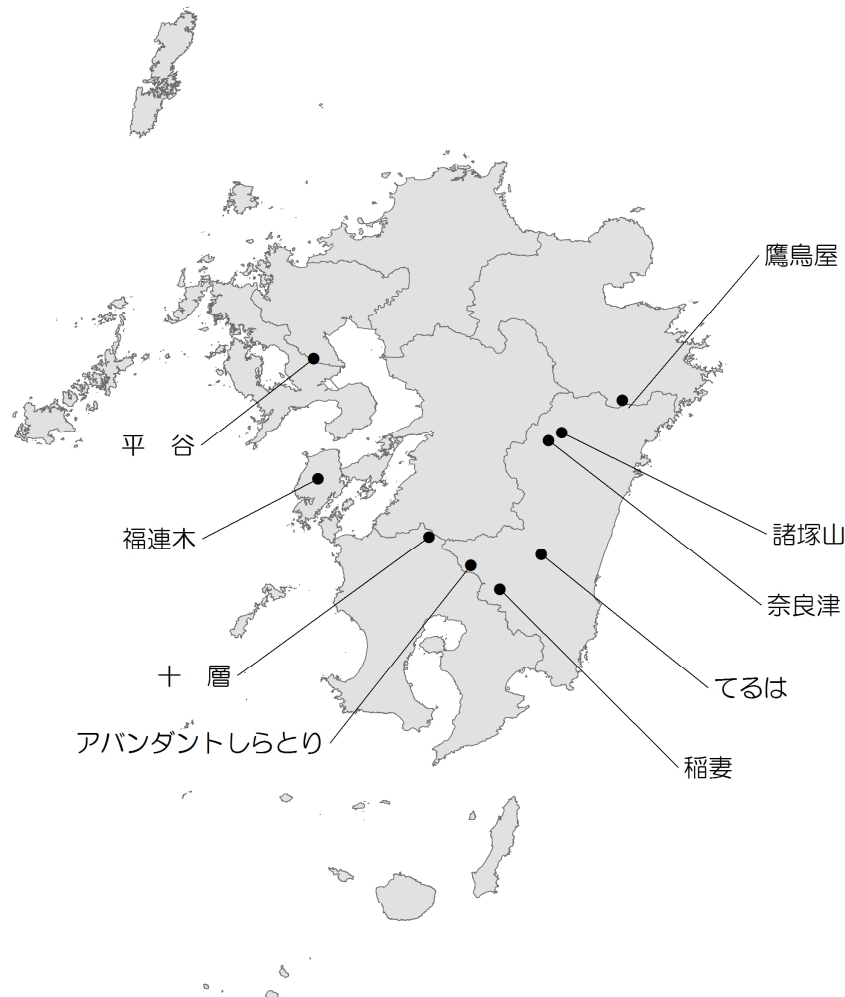 鷹鳥屋
平　谷
諸塚山
福連木
奈良津
十　層
てるは
アバンダントしらとり
稲妻